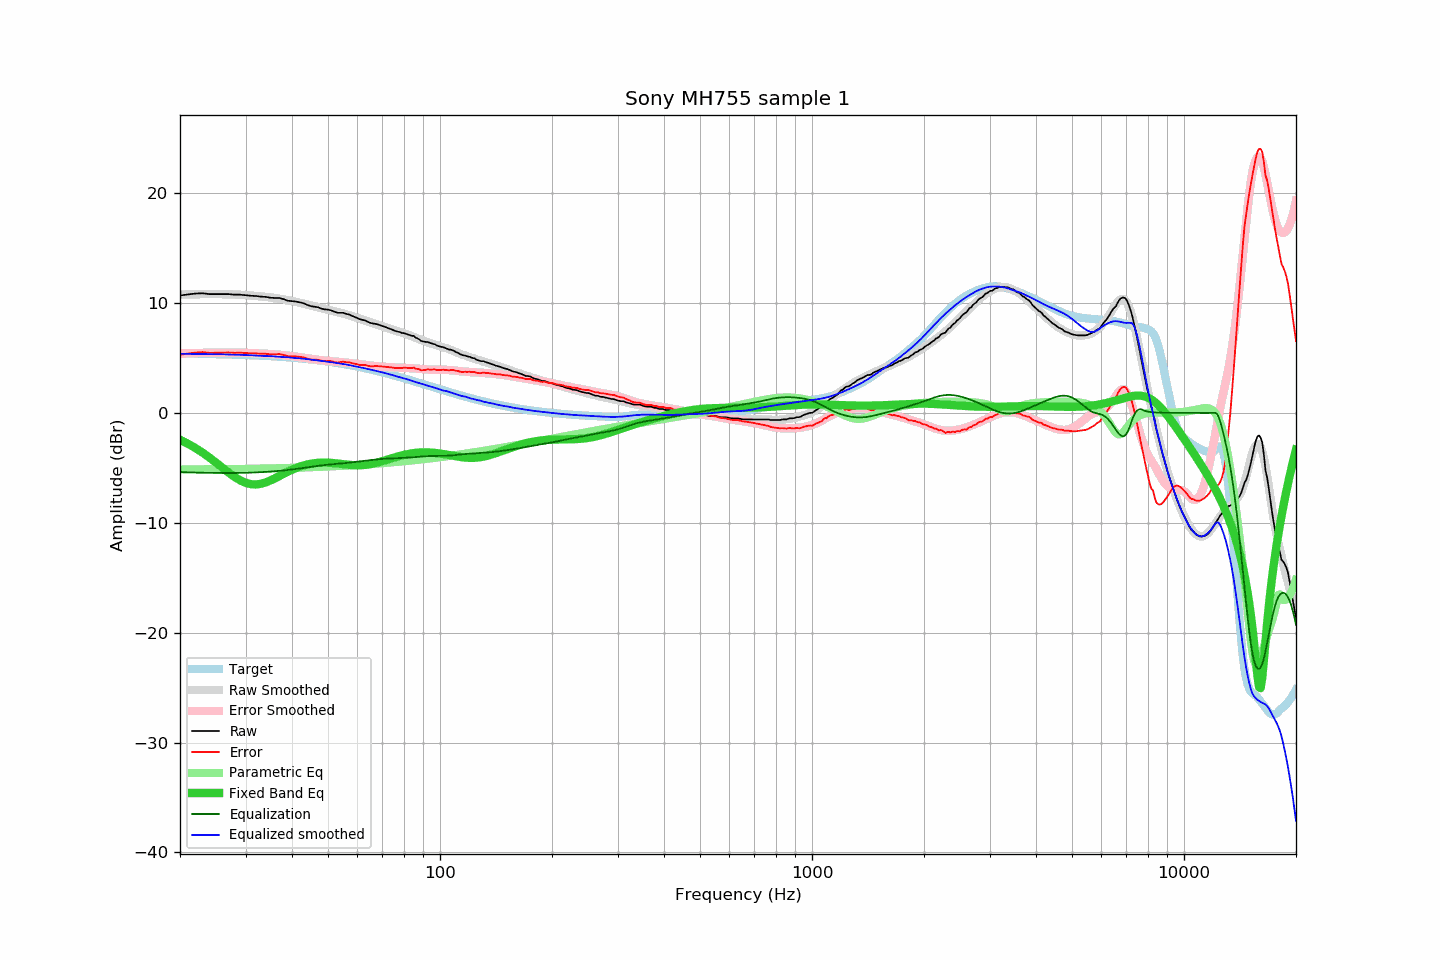 Sony MH755 sample 1
Amplitude (dBr)
20
10
0
−10
−20
−30
−40
Target
Raw Smoothed
Error Smoothed
Raw
Error
Parametric Eq
Fixed Band Eq
Equalization
Equalized smoothed
100
1000
10000
Frequency (Hz)